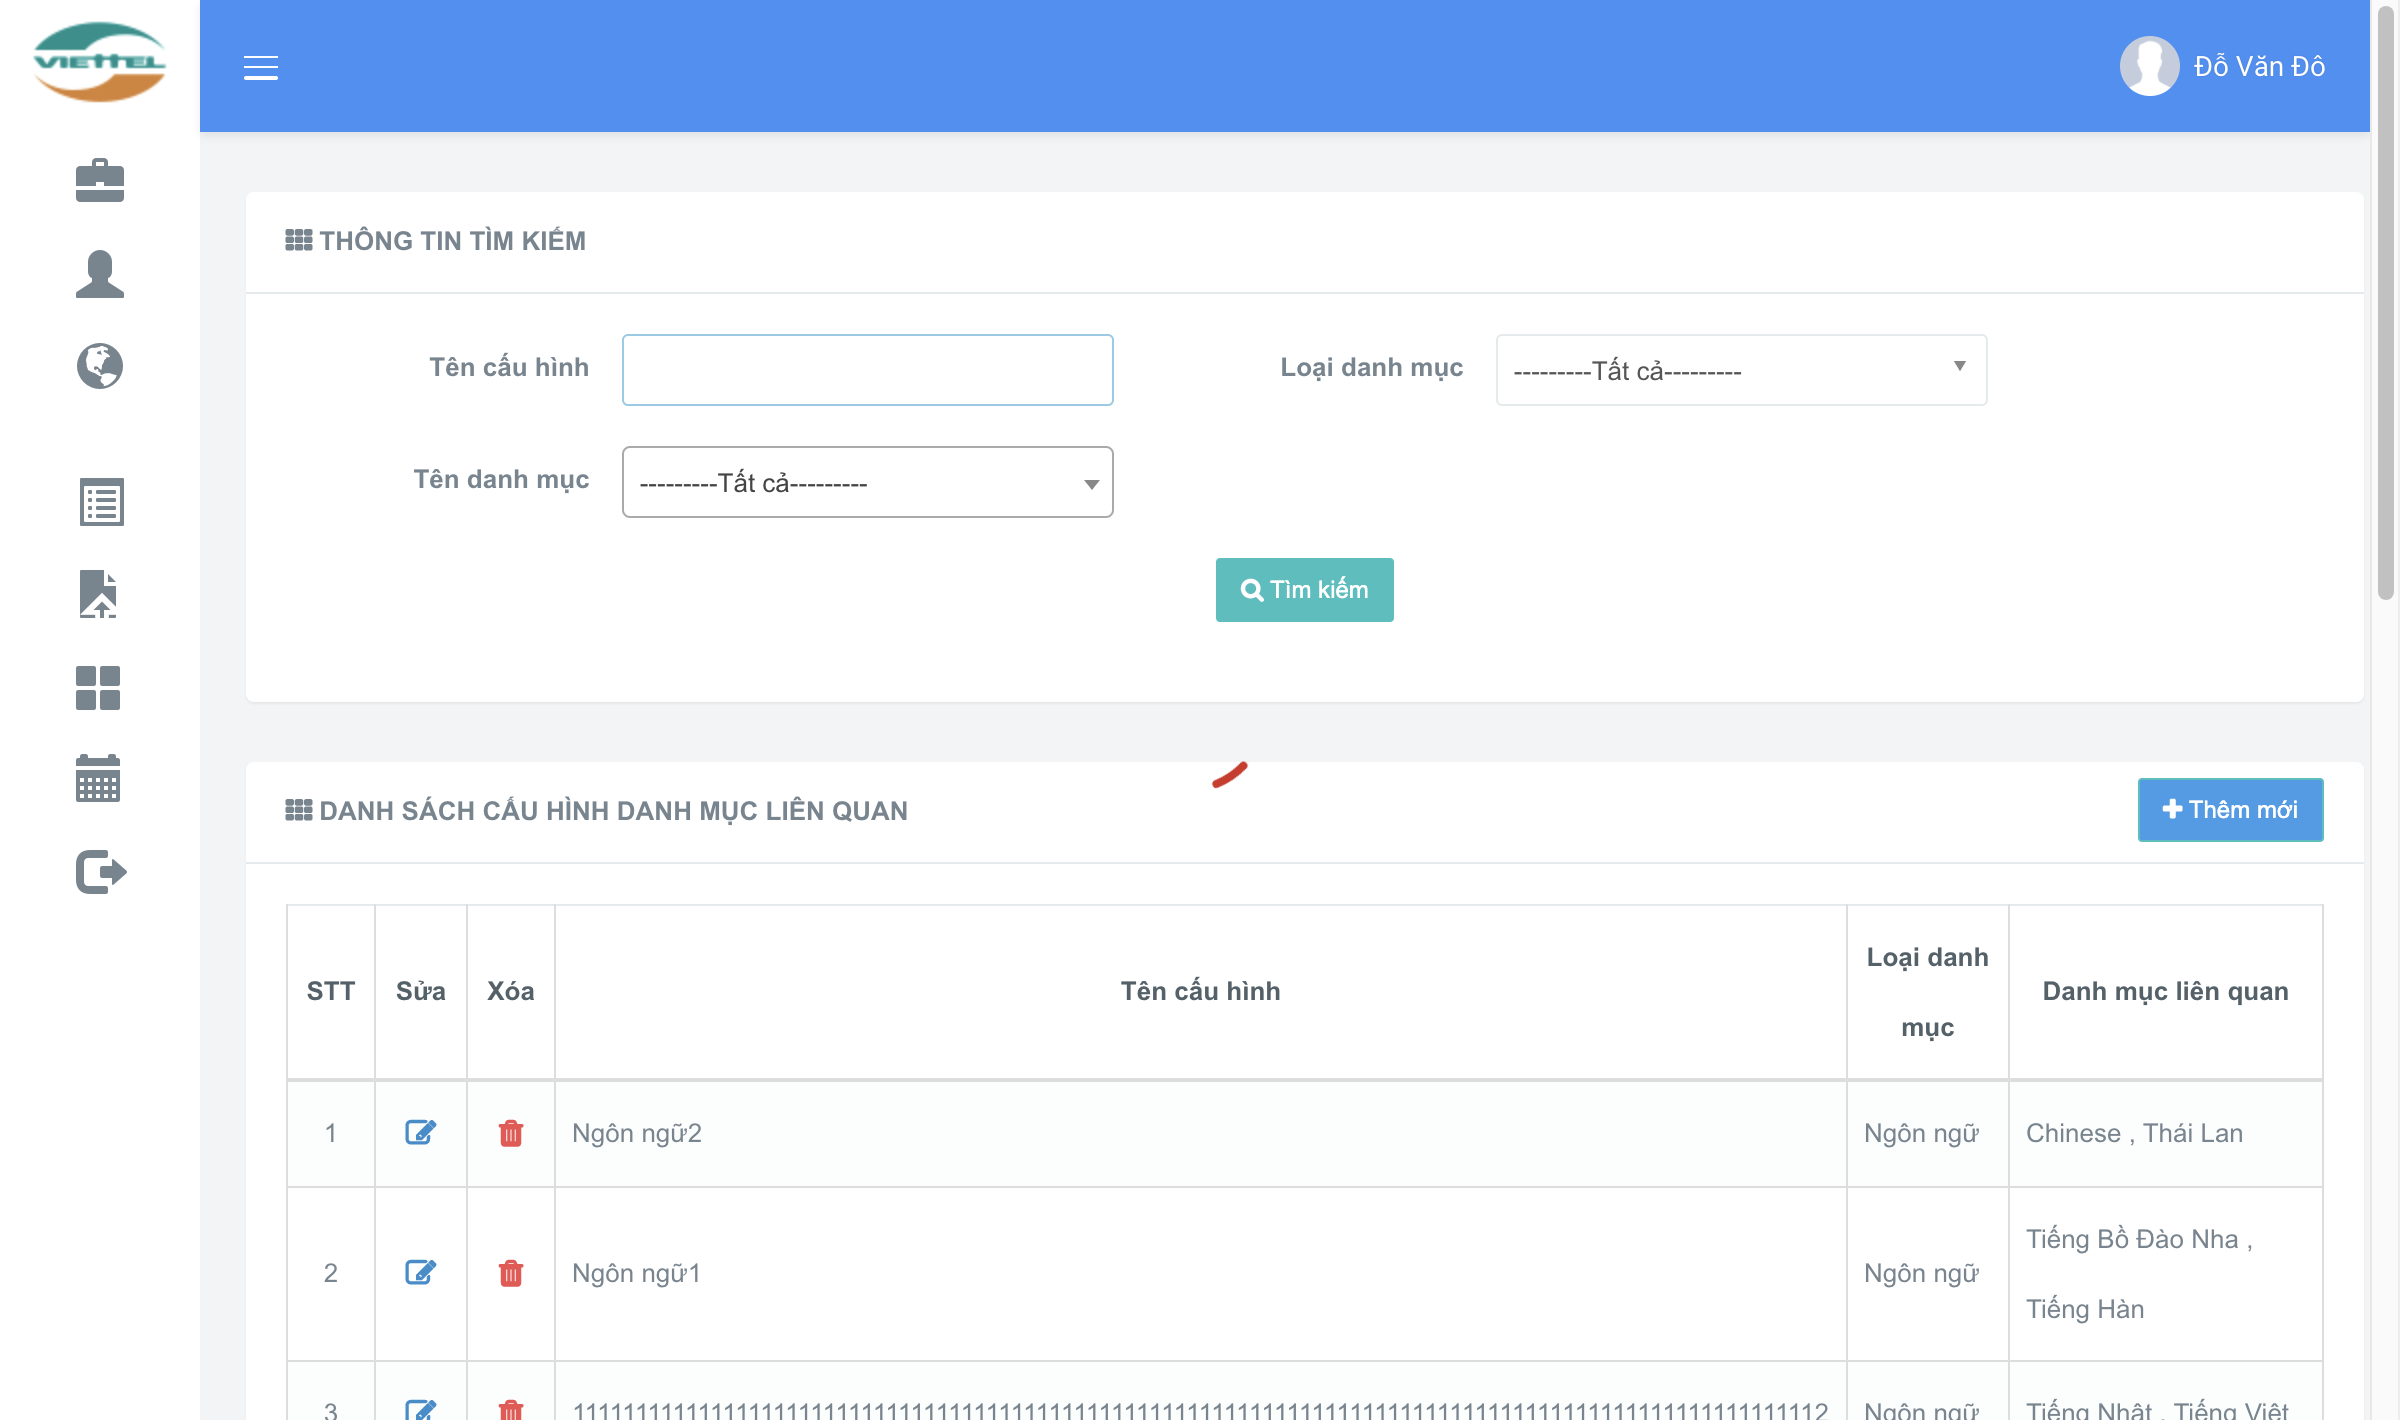 VIETTEL
Đỗ Văn Đô
THÔNG TIN TÌM KIẾM
Tên cấu hình
Loại danh mục
---------Tất cả---------
Tên danh mục
---------Tất cả---------
Tìm kiếm
DANH SÁCH CẤU HÌNH DANH MỤC LIÊN QUAN
Thêm mới
STT
Sửa
Xóa
Tên cấu hình
Loại danh
mục
Danh mục liên quan
1
Ngôn ngữ2
Ngôn ngữ
Chinese , Thái Lan
2
Ngôn ngữ1
Ngôn ngữ
Tiếng Bồ Đào Nha ,
Tiếng Hàn
3
Ngôn ngữ
Tiếng Nhật , Tiếng Việt